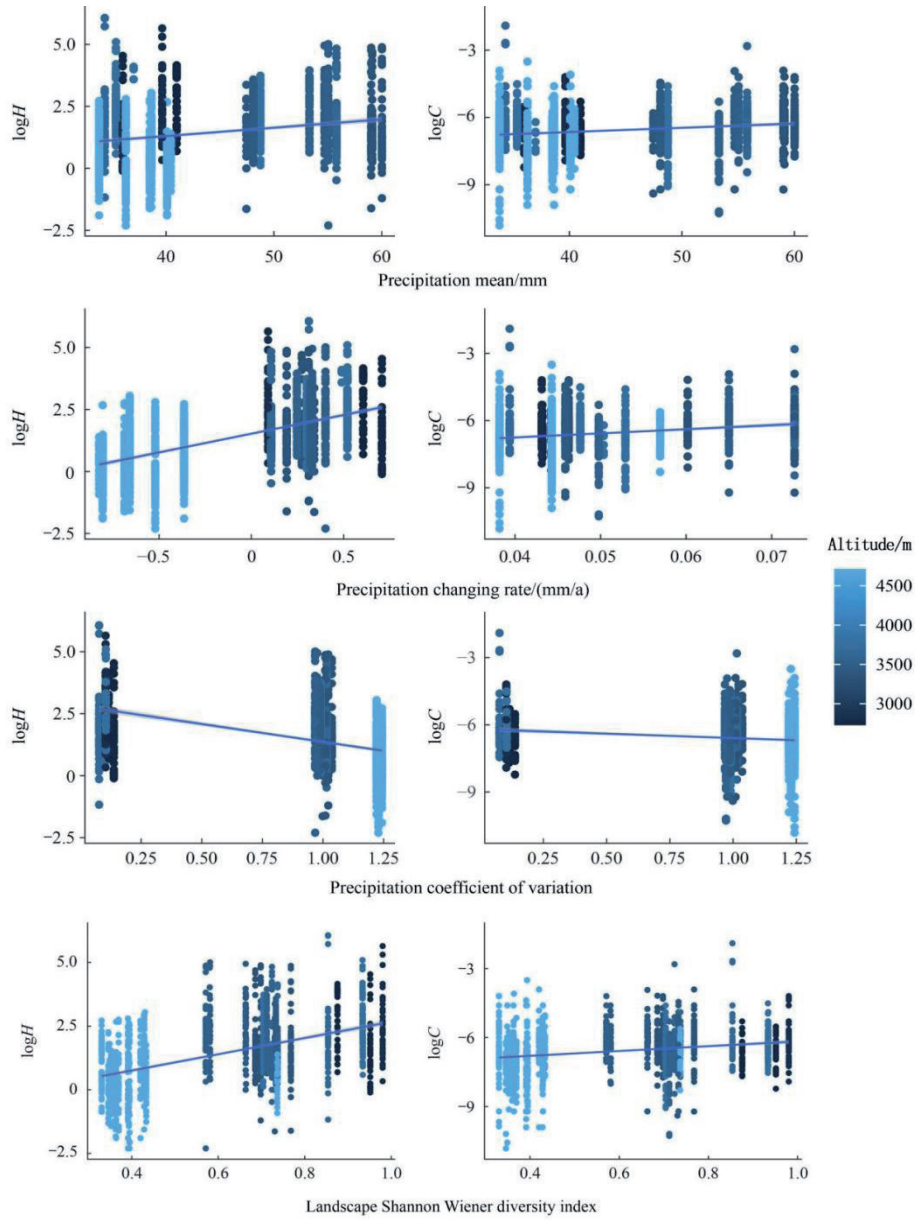 5.0
2.5
0
−2.5
logH
40 50 60
−3
−6
−9
logC
40 50 60
Precipitation mean/mm
5.0
2.5
0
−2.5
logH
−0.5 0 0.5
−3
−6
−9
logC
0.04 0.05 0.06 0.07
Precipitation changing rate/(mm/a)
Altitude/m
4500
4000
3500
3000
5.0
2.5
0
−2.5
logH
0.25 0.50 0.75 1.00 1.25
−3
−6
−9
logC
0.25 0.50 0.75 1.00 1.25
Precipitation coefficient of variation
5.0
2.5
0
−2.5
logH
0.4 0.6 0.8 1.0
−3
−6
−9
logC
0.4 0.6 0.8 1.0
Landscape Shannon Wiener diversity index